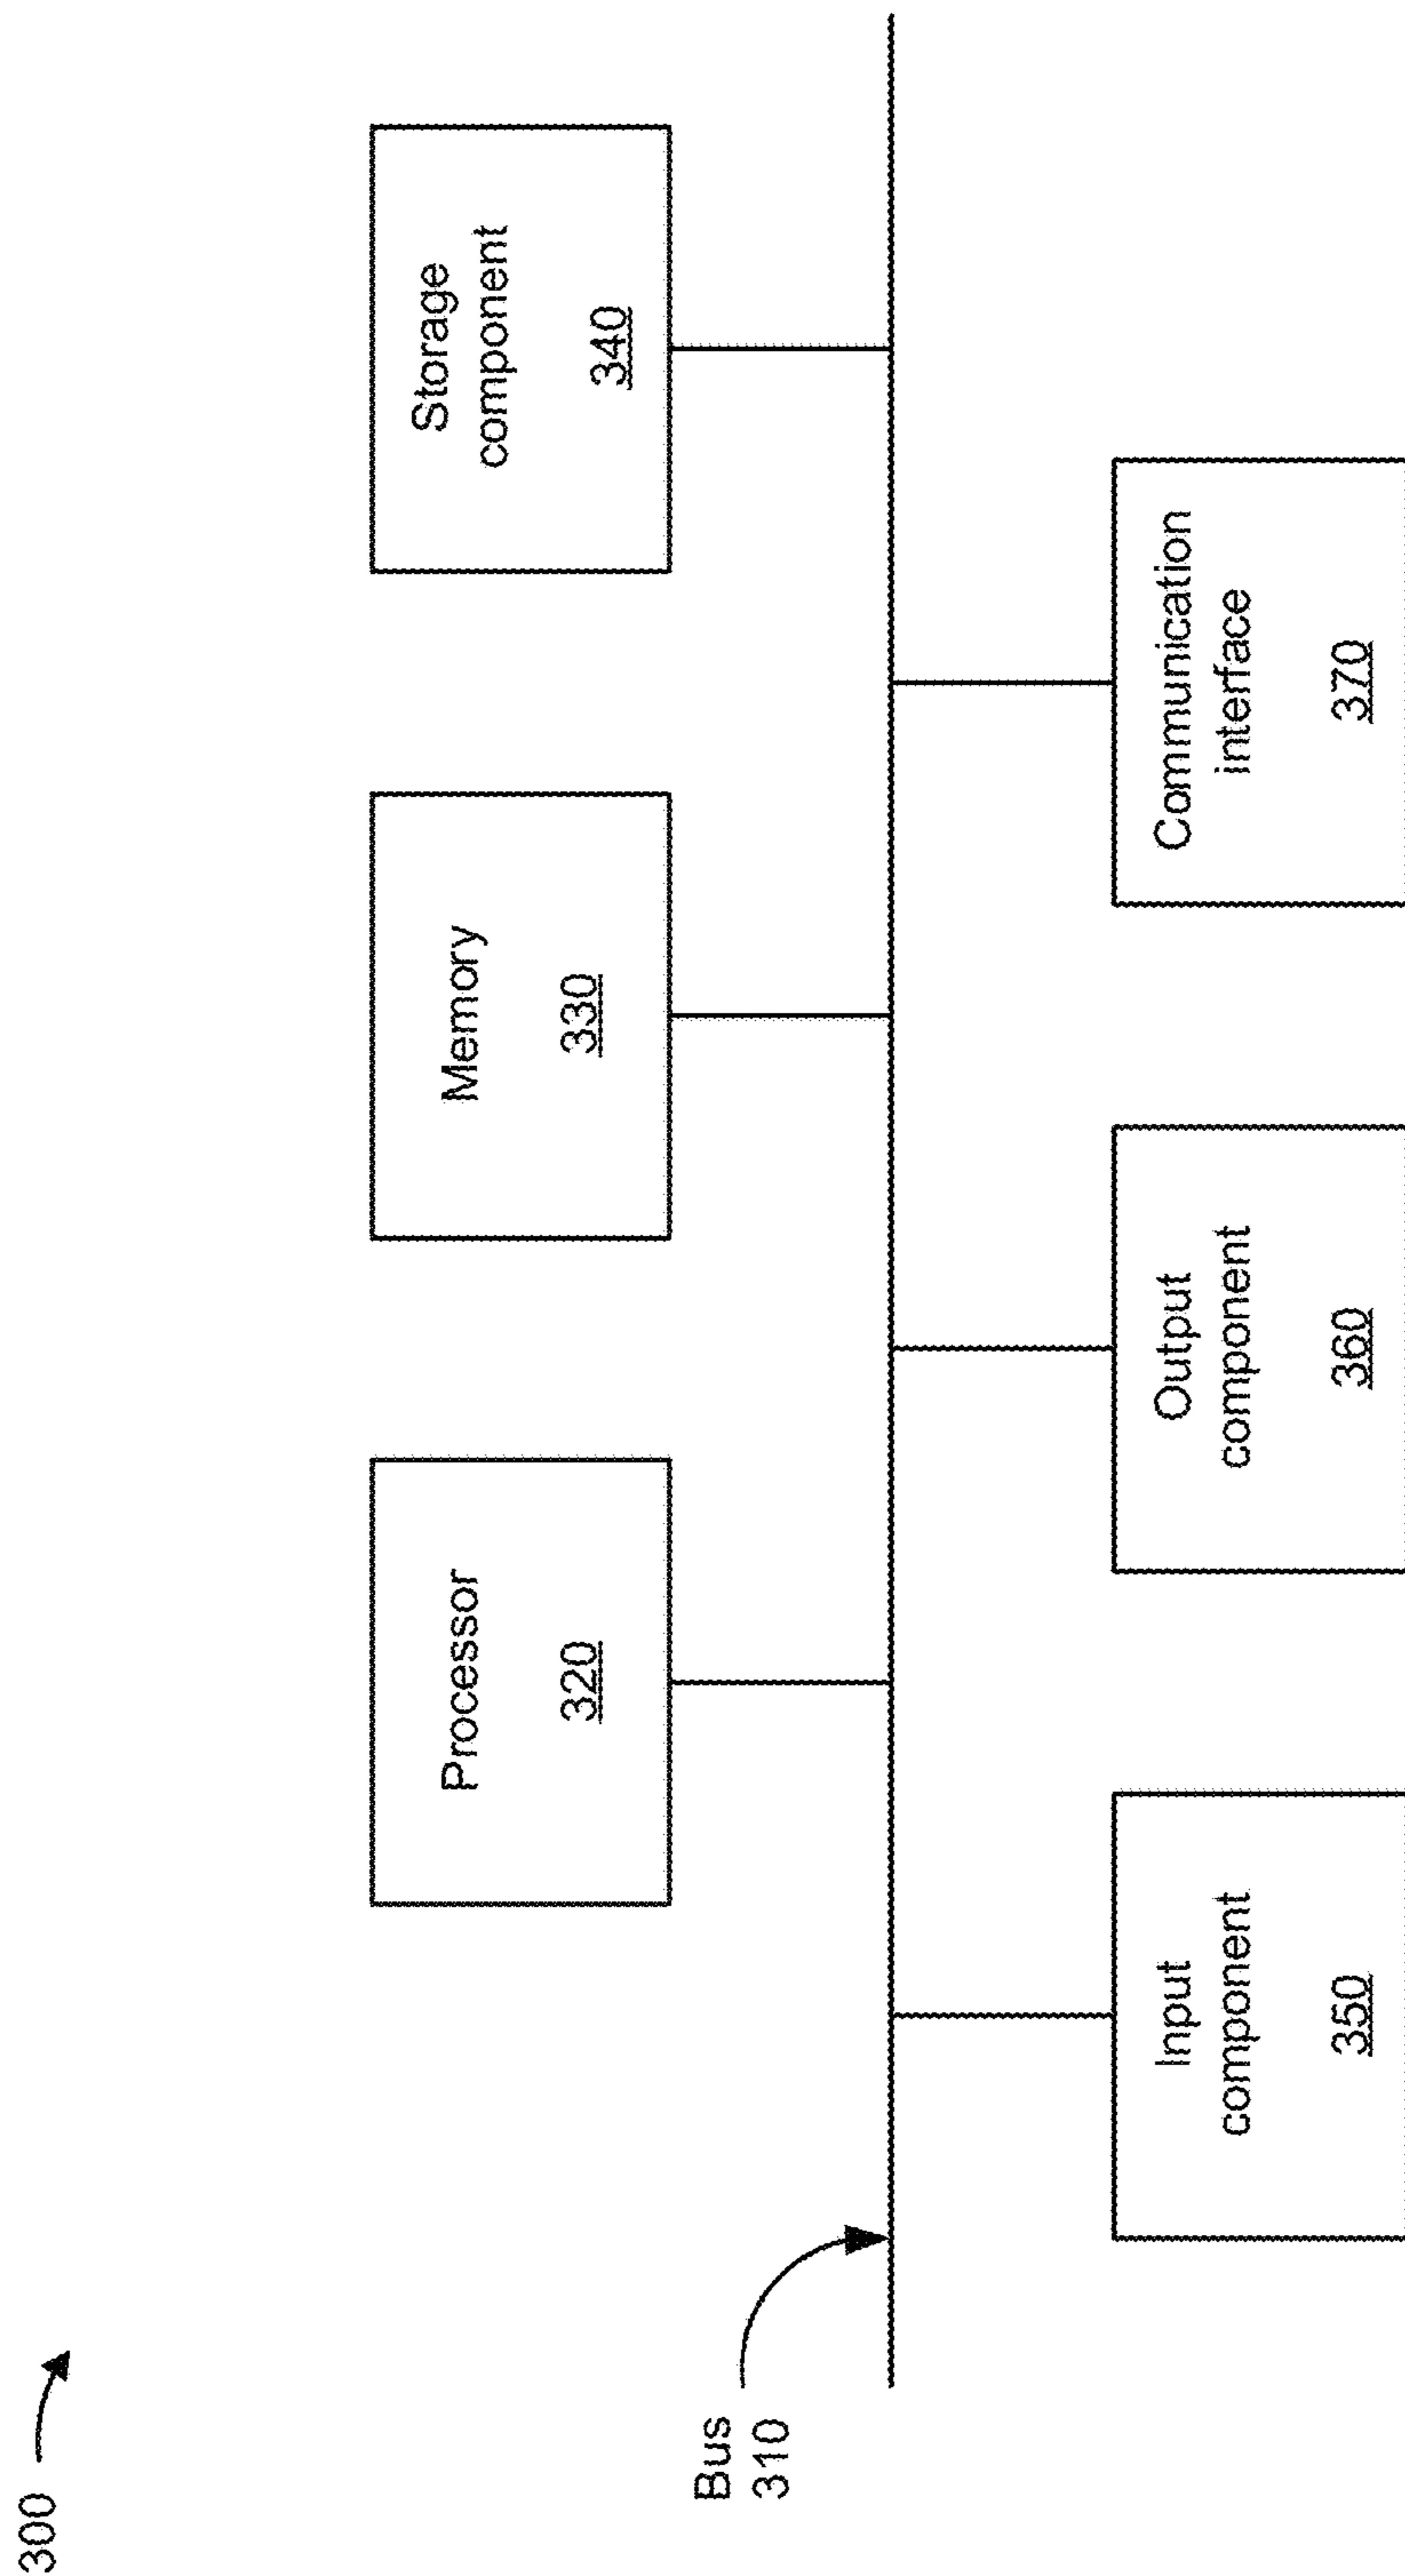 300
Processor
320
Memory
330
Storage
component
340
Bus
310
Input
component
350
Output
component
360
Communication
interface
370